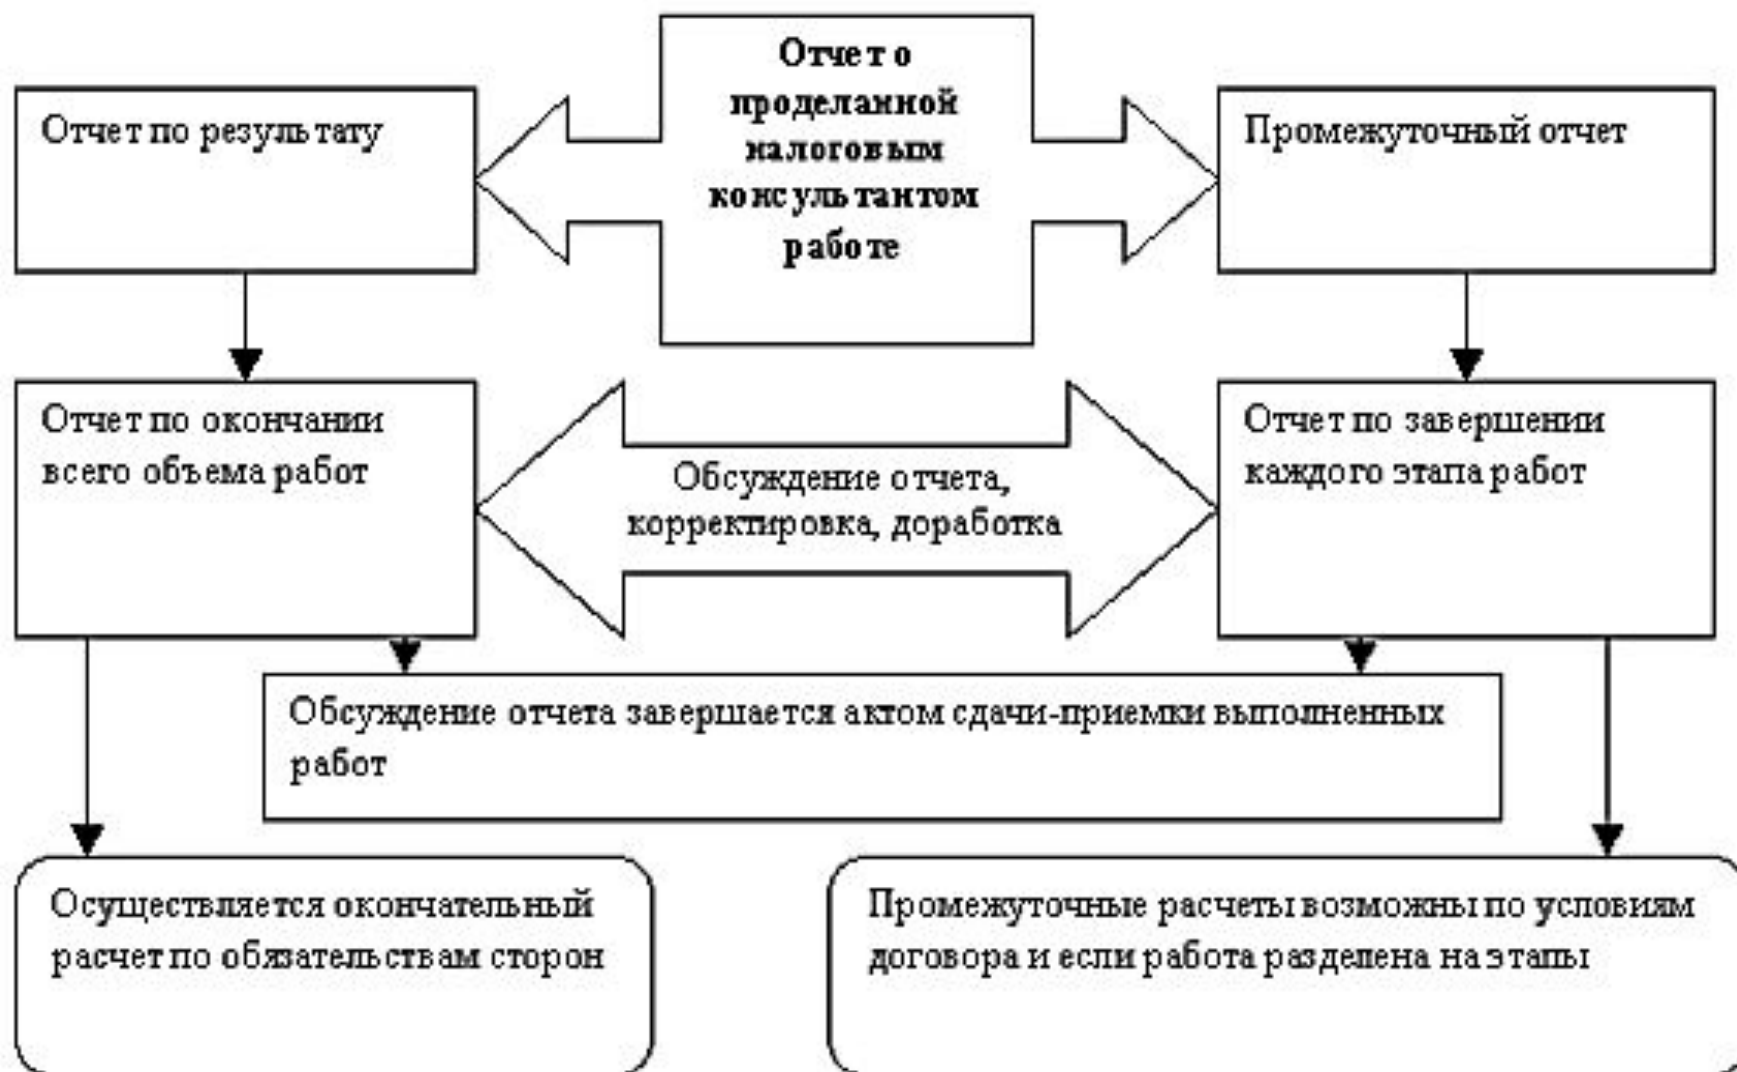 Отчет о
проделанной
налоговым
консультантом
работе
Отчет по результату
Промежуточный отчет
Отчет по окончании
всего объема работ
Обсуждение отчета,
корректировка, доработка
Отчет по завершении
каждого этапа работ
Обсуждение отчета завершается актом сдачи-приемки выполненных
работ
Осуществляется окончательный
расчет по обязательствам сторон
Промежуточные расчеты возможны по условиям
договора и если работа разделена на этапы